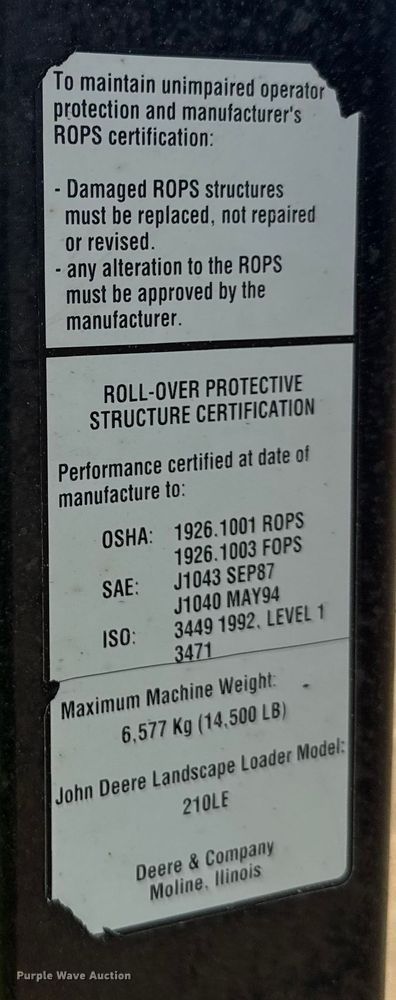 To maintain unimpaired operator
protection and manufacturer's
ROPS certification:
- Damaged ROPS structures
must be replaced, not repaired
or revised.
- any alteration to the ROPS
must be approved by the
manufacturer.
ROLL-OVER PROTECTIVE
STRUCTURE CERTIFICATION
Performance certified at date of
manufacture to:
OSHA: 1926.1001 ROPS
1926.1003 FOPS
SAE: J1043 SEP87
J1040 MAY94
ISO: 3449 1992. LEVEL 1
3471
Maximum Machine Weight:
6,577 Kg (14,500 LB)
John Deere Landscape Loader Model:
210LE
Deere & Company
Moline, Ilinois
Purple Wave Auction